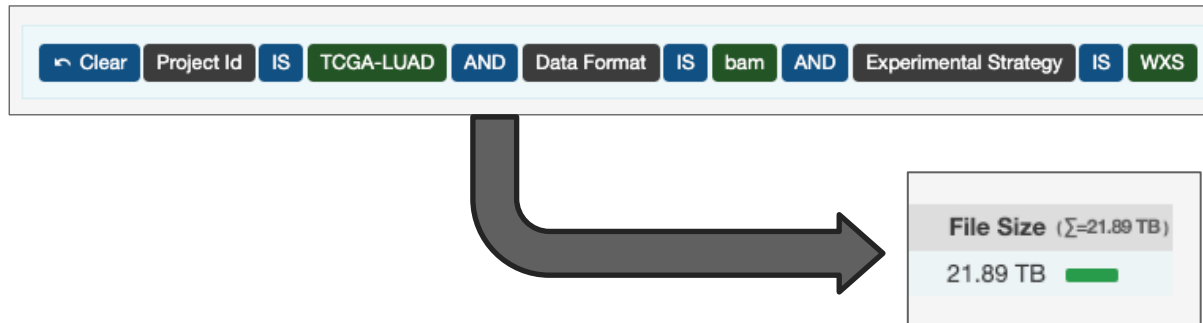 Clear Project Id IS TCGA-LUAD AND Data Format IS bam AND Experimental Strategy IS WXS
File Size (∑=21.89 TB)
21.89 TB